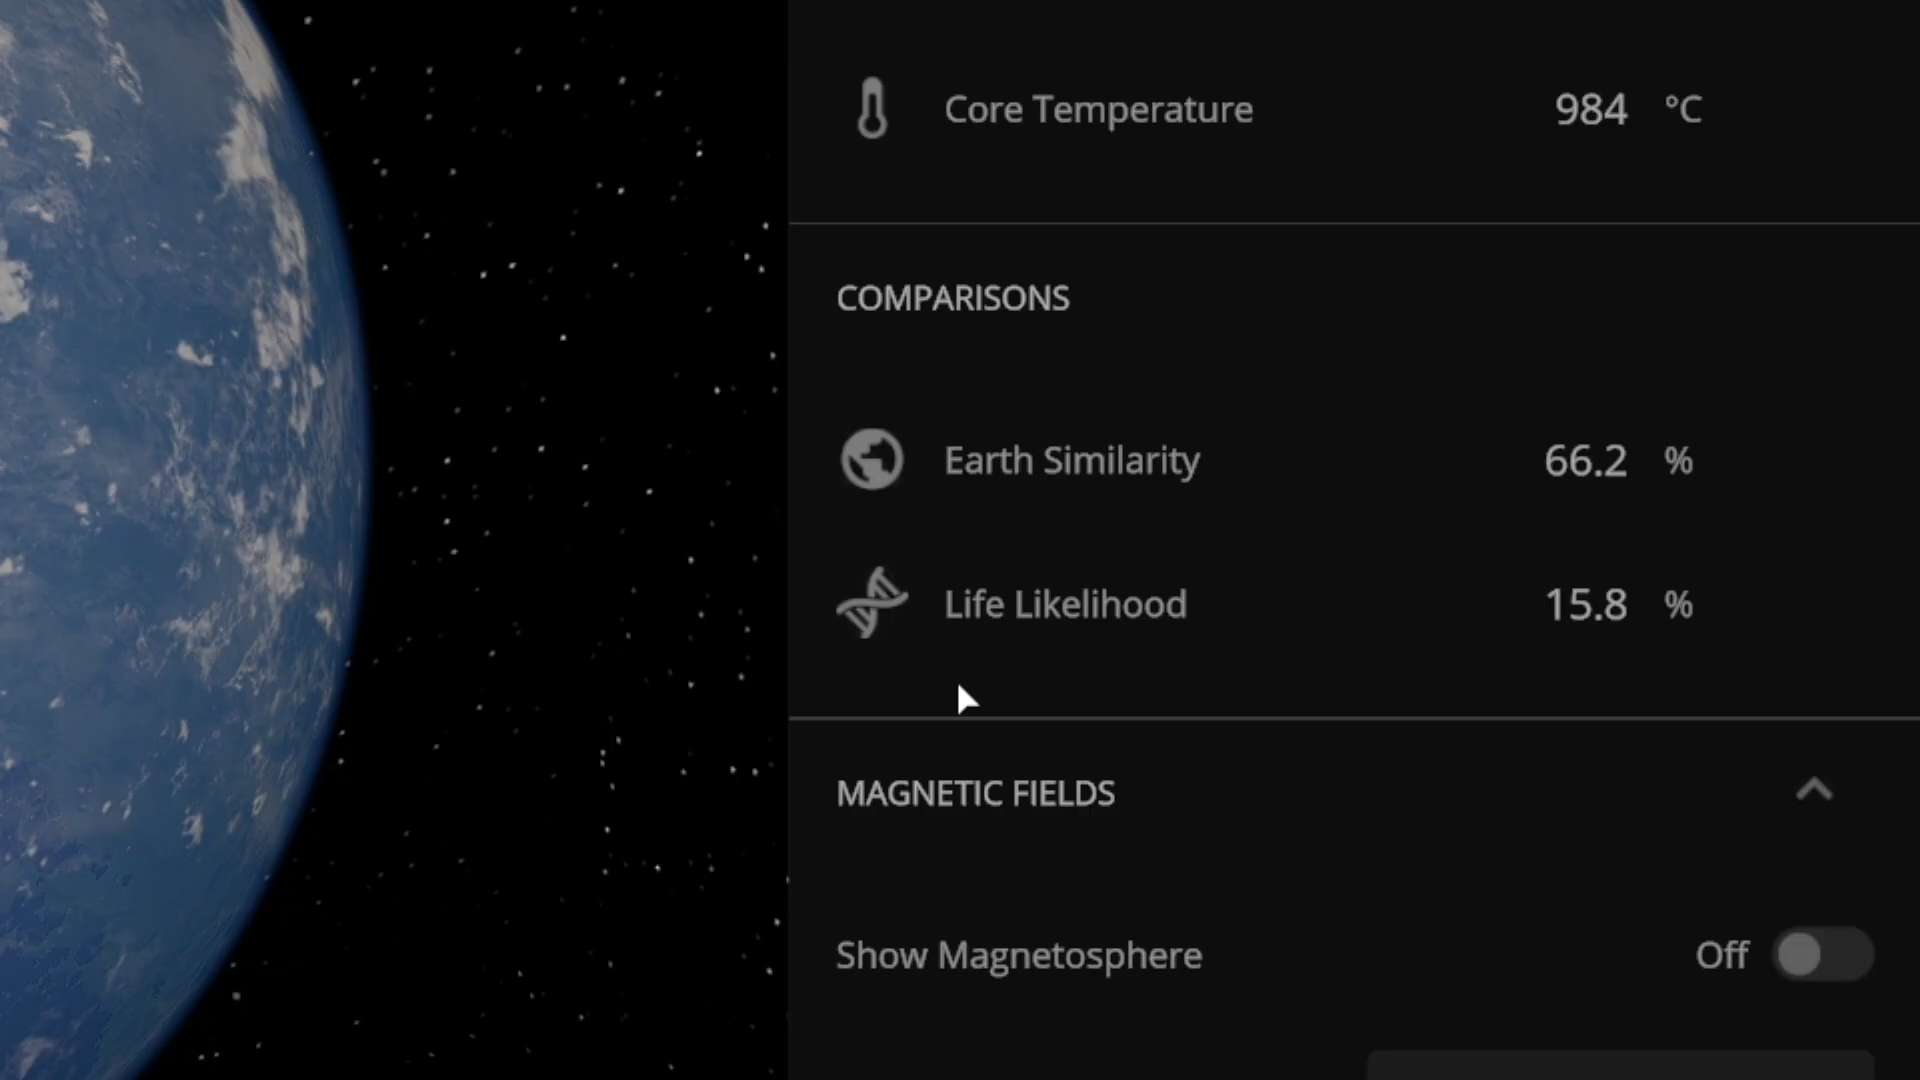 Core Temperature 984 °C
COMPARISONS
Earth Similarity 66.2 %
Life Likelihood 15.8 %
MAGNETIC FIELDS
Show Magnetosphere Off